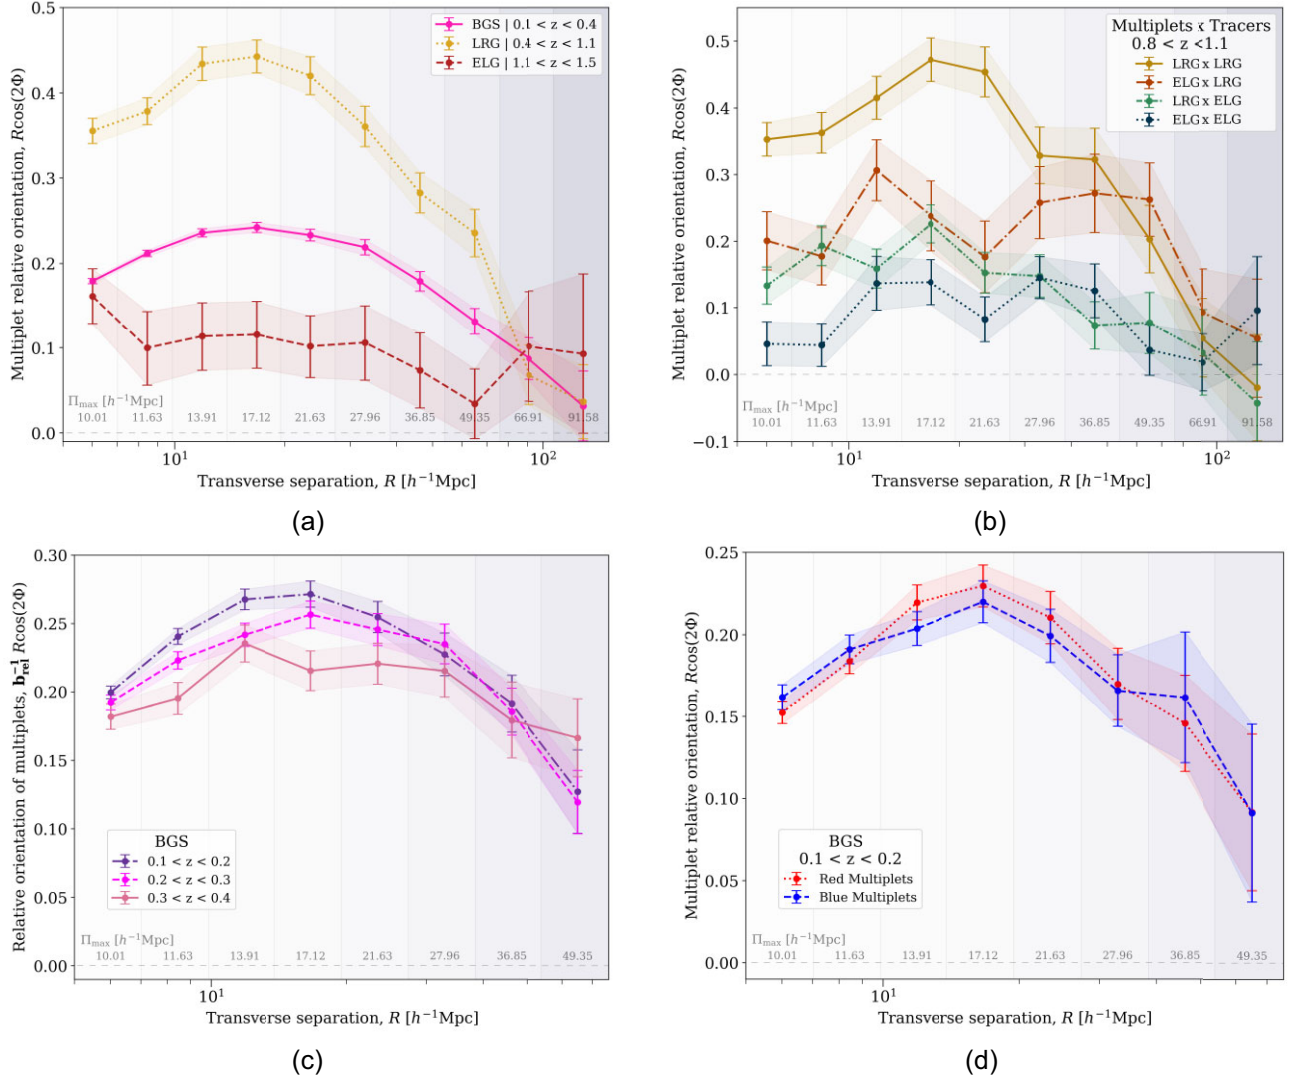 BGS | 0.1 < z < 0.4
LRG | 0.4 < z < 1.1
ELG | 1.1 < z < 1.5
0.5
0.4
0.3
0.2
0.1
0.0
Multiplet relative orientation, Rcos(2Φ)
Πmax [h⁻¹Mpc]
10.01 11.63 13.91 17.12 21.63 27.96 36.85 49.35 66.91 91.58
10¹ 10²
Transverse separation, R [h⁻¹Mpc]
(a)
Multiplets x Tracers
0.8 < z <1.1
LRG x LRG
ELG x LRG
LRG x ELG
ELG x ELG
0.5
0.4
0.3
0.2
0.1
0.0
−0.1
Multiplet relative orientation, Rcos(2Φ)
Πmax [h⁻¹Mpc]
10.01 11.63 13.91 17.12 21.63 27.96 36.85 49.35 66.91 91.58
10¹ 10²
Transverse separation, R [h⁻¹Mpc]
(b)
0.30
0.25
0.20
0.15
0.10
0.05
0.00
Relative orientation of multiplets, b⁻¹rel Rcos(2Φ)
BGS
0.1 < z < 0.2
0.2 < z < 0.3
0.3 < z < 0.4
Πmax [h⁻¹Mpc]
10.01 11.63 13.91 17.12 21.63 27.96 36.85 49.35
10¹
Transverse separation, R [h⁻¹Mpc]
(c)
0.25
0.20
0.15
0.10
0.05
0.00
Multiplet relative orientation, Rcos(2Φ)
BGS
0.1 < z < 0.2
Red Multiplets
Blue Multiplets
Πmax [h⁻¹Mpc]
10.01 11.63 13.91 17.12 21.63 27.96 36.85 49.35
10¹
Transverse separation, R [h⁻¹Mpc]
(d)